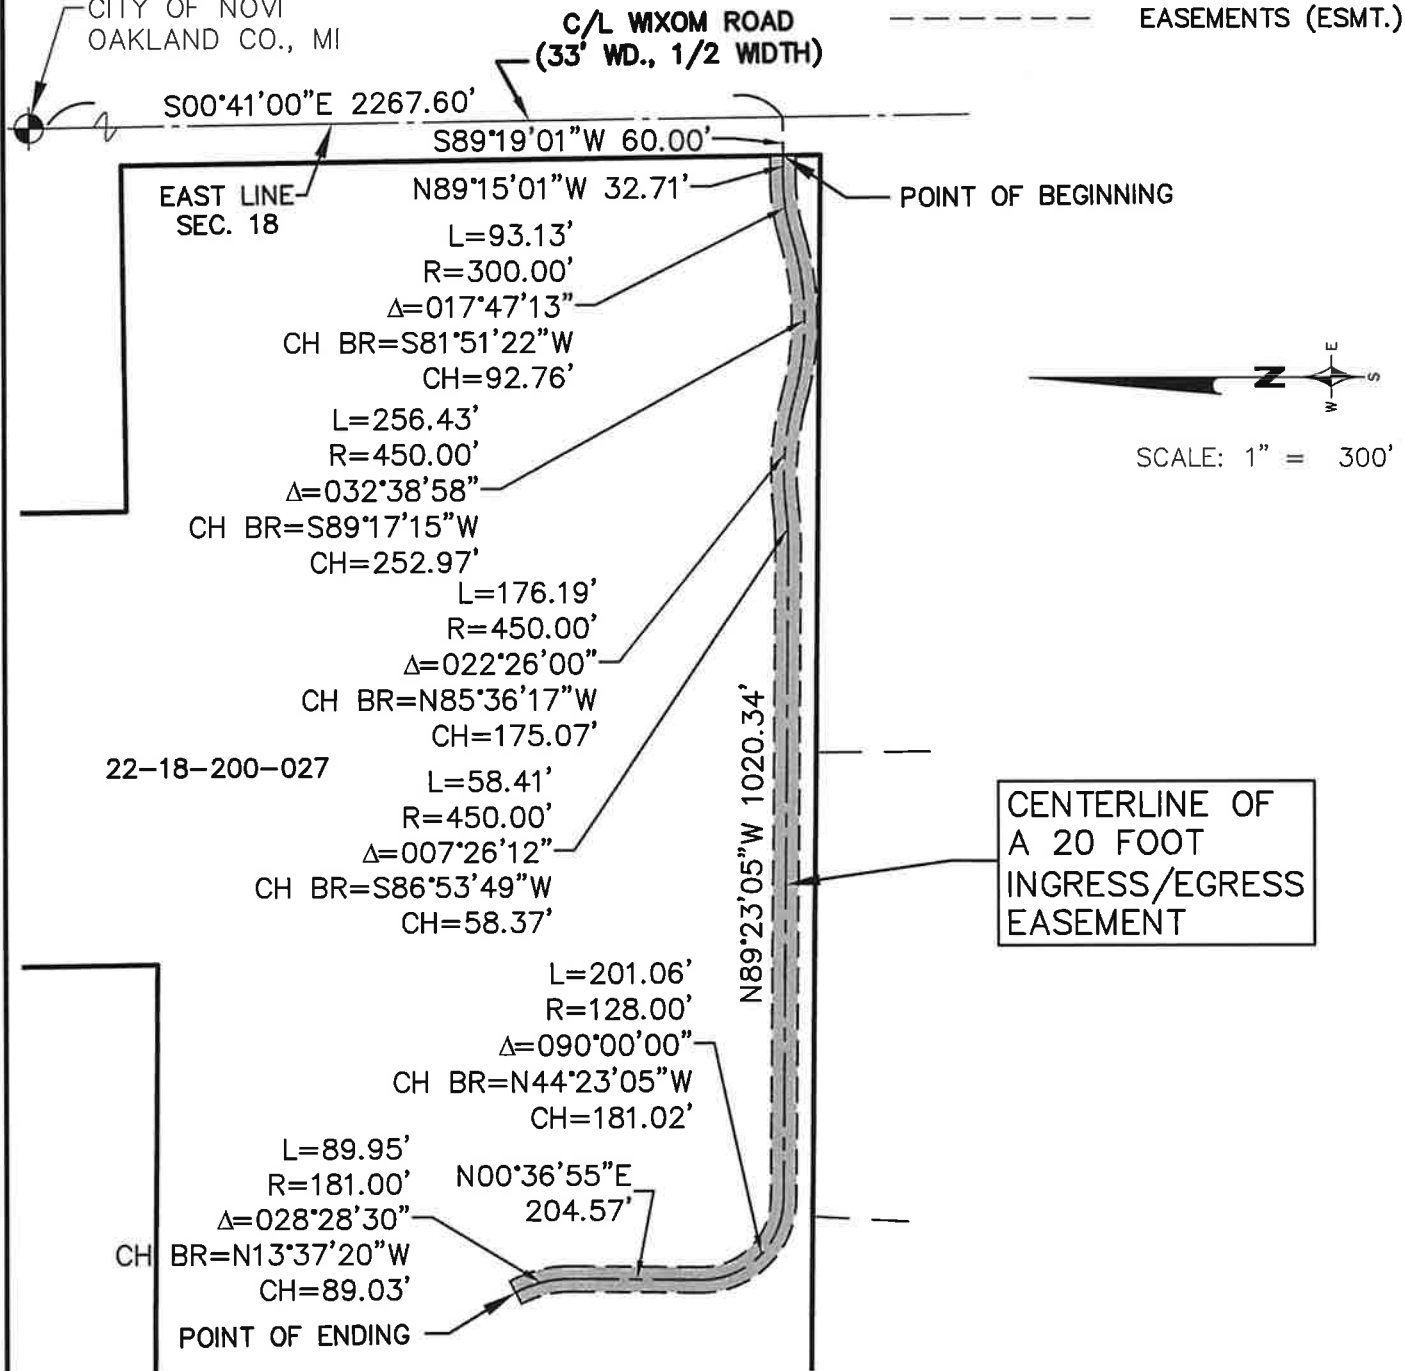 CITY OF NOVI
OAKLAND CO., MI
C/L WIXOM ROAD
(33' WD., 1/2 WIDTH)
EASEMENTS (ESMT.)
S00°41'00"E 2267.60'
S89°19'01"W 60.00'
EAST LINE
SEC. 18
N89°15'01"W 32.71'
POINT OF BEGINNING
L=93.13'
R=300.00'
Δ=017°47'13"
CH BR=S81°51'22"W
CH=92.76'
N
E
S
W
SCALE: 1" = 300'
L=256.43'
R=450.00'
Δ=032°38'58"
CH BR=S89°17'15"W
CH=252.97'
L=176.19'
R=450.00'
Δ=022°26'00"
CH BR=N85°36'17"W
CH=175.07'
22-18-200-027
L=58.41'
R=450.00'
Δ=007°26'12"
CH BR=S86°53'49"W
CH=58.37'
N89°23'05"W 1020.34'
CENTERLINE OF
A 20 FOOT
INGRESS/EGRESS
EASEMENT
L=201.06'
R=128.00'
Δ=090°00'00"
CH BR=N44°23'05"W
CH=181.02'
L=89.95'
R=181.00'
Δ=028°28'30"
CH BR=N13°37'20"W
CH=89.03'
N00°36'55"E
204.57'
POINT OF ENDING